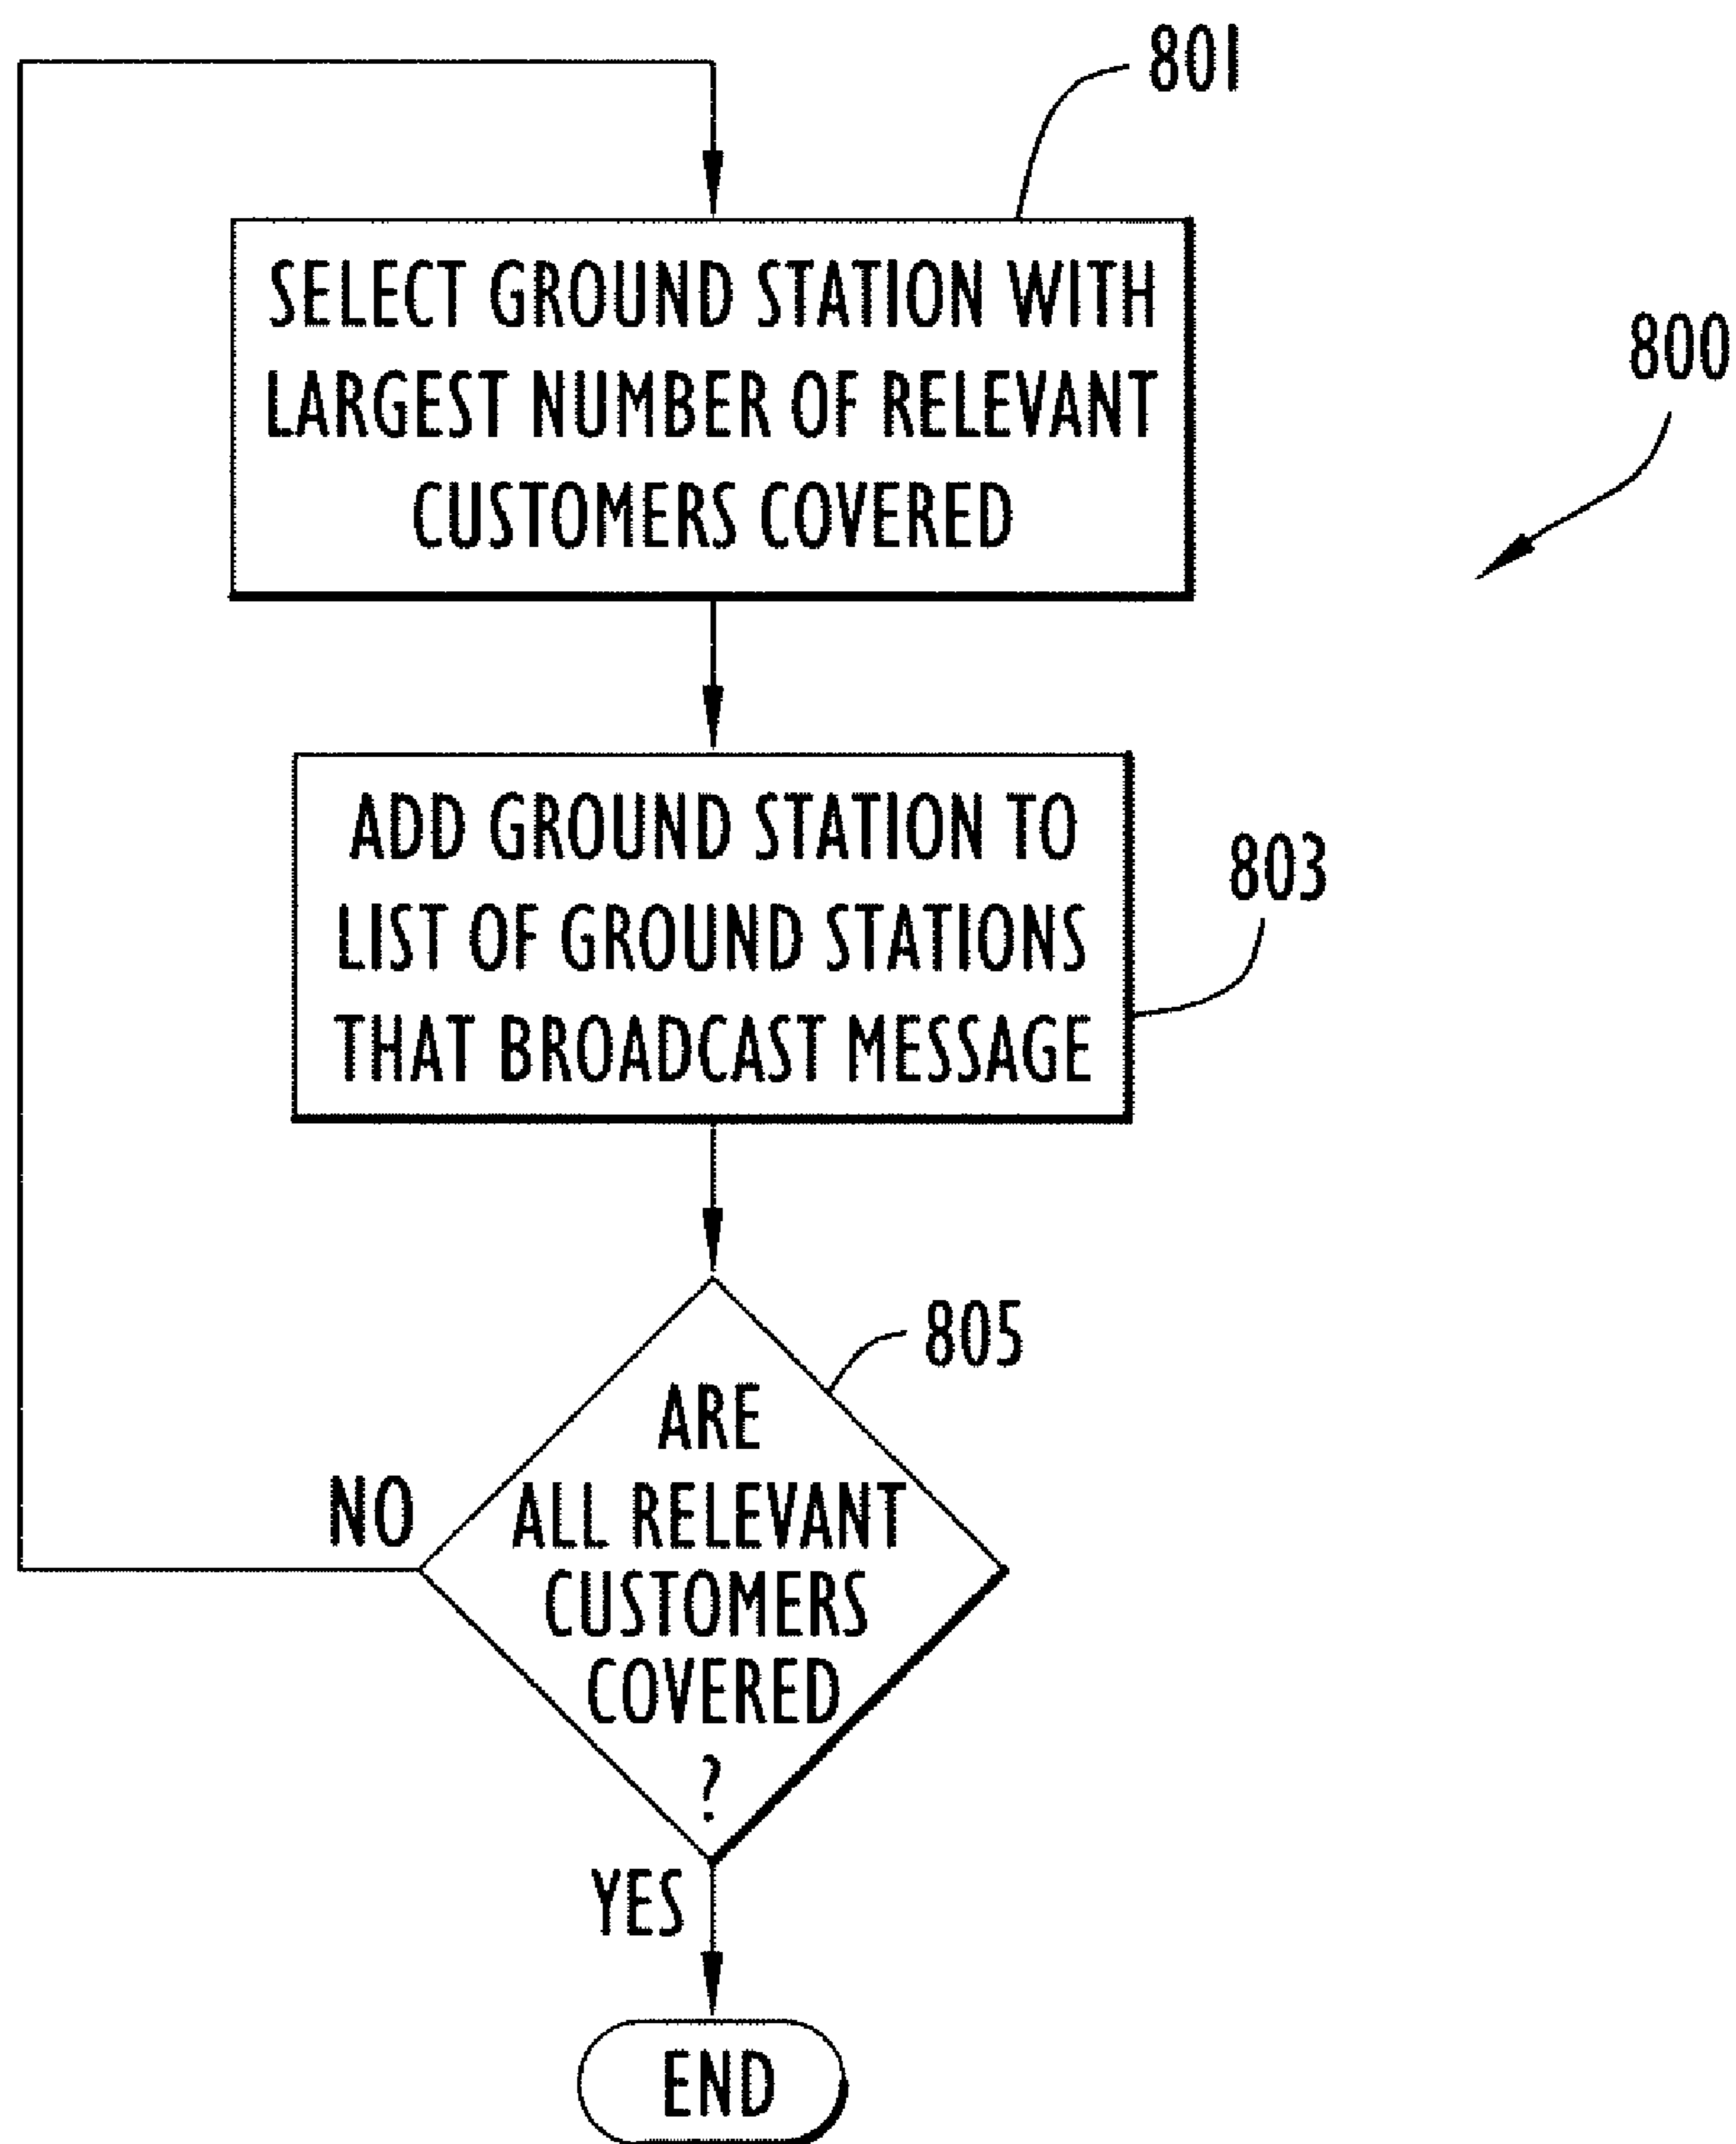 801
SELECT GROUND STATION WITH
LARGEST NUMBER OF RELEVANT
CUSTOMERS COVERED
800
ADD GROUND STATION TO
LIST OF GROUND STATIONS
THAT BROADCAST MESSAGE
803
805
ARE
ALL RELEVANT
CUSTOMERS
COVERED
?
NO
YES
END